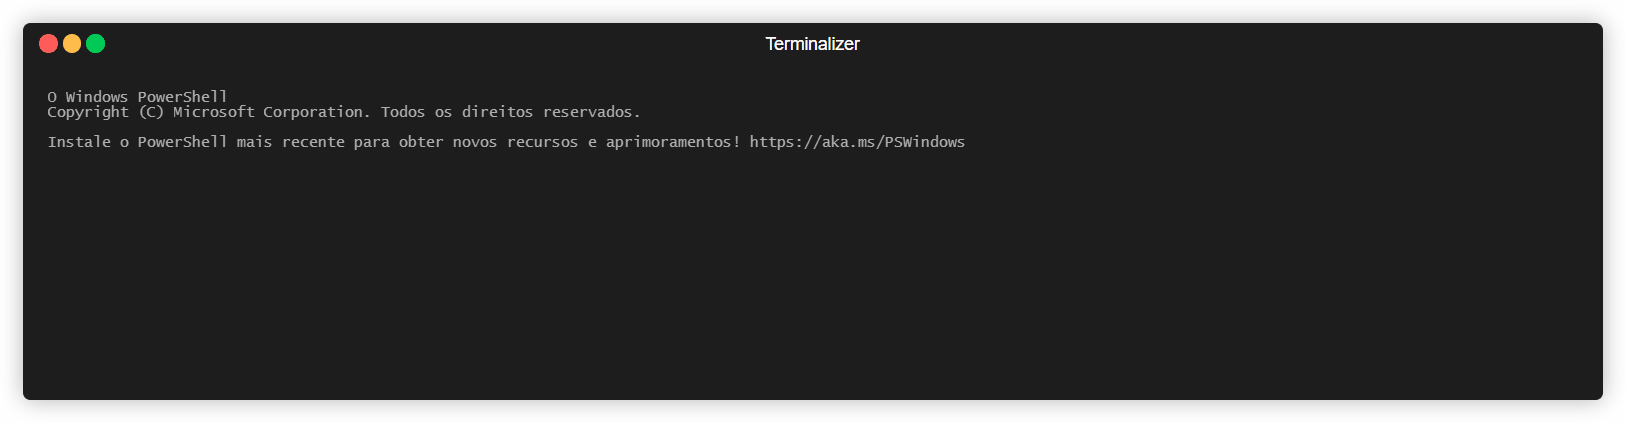 Terminalizer
O Windows PowerShell
Copyright (C) Microsoft Corporation. Todos os direitos reservados.
Instale o PowerShell mais recente para obter novos recursos e aprimoramentos! https://aka.ms/PSWindows